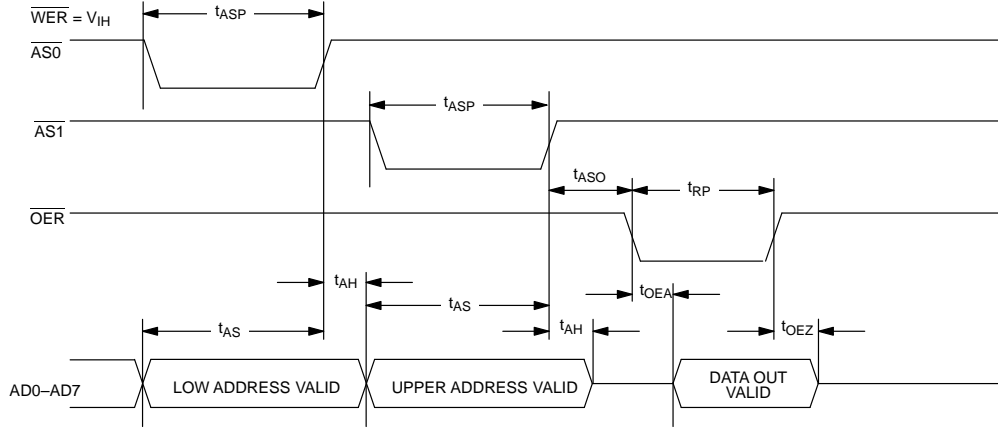 WER = VIH
tASP
AS0
tASP
AS1
tASO
tRP
OER
tAH
tOEA
tAS
tAS
tAH
tOEZ
AD0–AD7
LOW ADDRESS VALID
UPPER ADDRESS VALID
DATA OUT
VALID